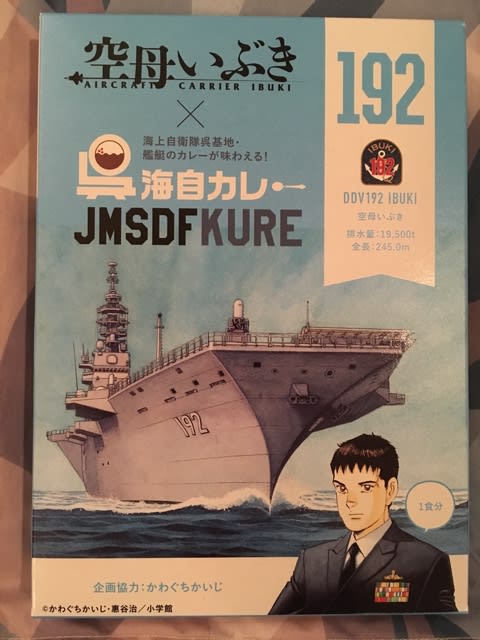 空母いぶき
AIRCRAFT CARRIER IBUKI
×
海上自衛隊呉基地・
艦艇のカレーが味わえる!
呉 海自カレー
JMSDFKURE
192
IBUKI
192
DDV192 IBUKI
空母いぶき
排水量:19,500t
全長:245.0m
192
1食分
企画協力:かわぐちかいじ
©かわぐちかいじ・惠谷治/小学館